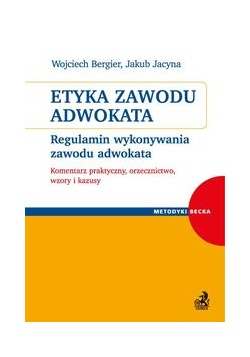 Wojciech Bergier, Jakub Jacyna
ETYKA ZAWODU
ADWOKATA
Regulamin wykonywania
zawodu adwokata
Komentarz praktyczny, orzecznictwo,
wzory i kazusy
METODYKI BECKA